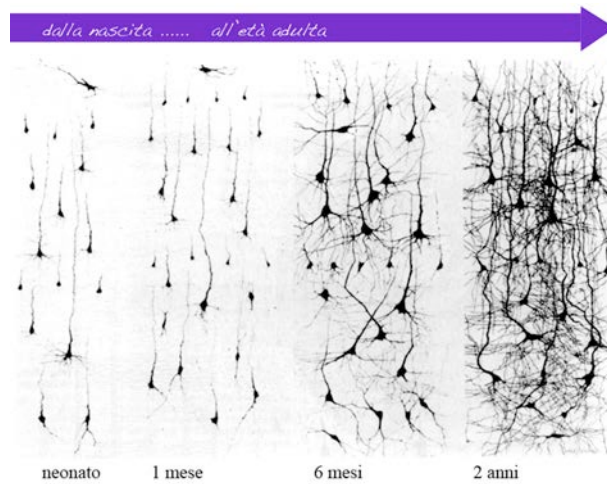 dalla nascita ...... all'età adulta
neonato 1 mese 6 mesi 2 anni